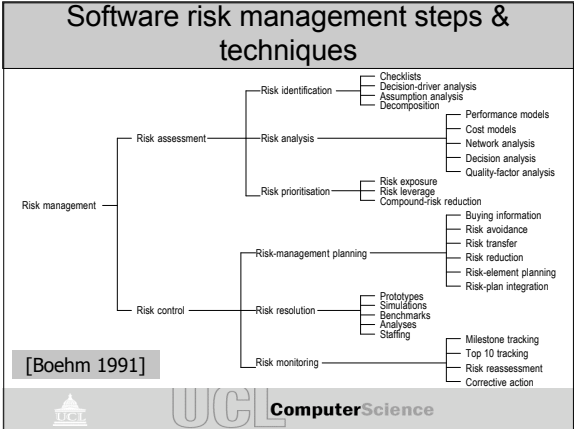 Software risk management steps &
techniques
Checklists
Decision-driver analysis
Assumption analysis
Decomposition
Risk identification
Performance models
Cost models
Network analysis
Decision analysis
Quality-factor analysis
Risk assessment
Risk analysis
Risk exposure
Risk leverage
Compound-risk reduction
Risk prioritisation
Risk management
Buying information
Risk avoidance
Risk transfer
Risk reduction
Risk-element planning
Risk-plan integration
Risk-management planning
Prototypes
Simulations
Benchmarks
Analyses
Staffing
Risk control
Risk resolution
Milestone tracking
Top 10 tracking
Risk reassessment
Corrective action
Risk monitoring
[Boehm 1991]
UCL
UCL ComputerScience